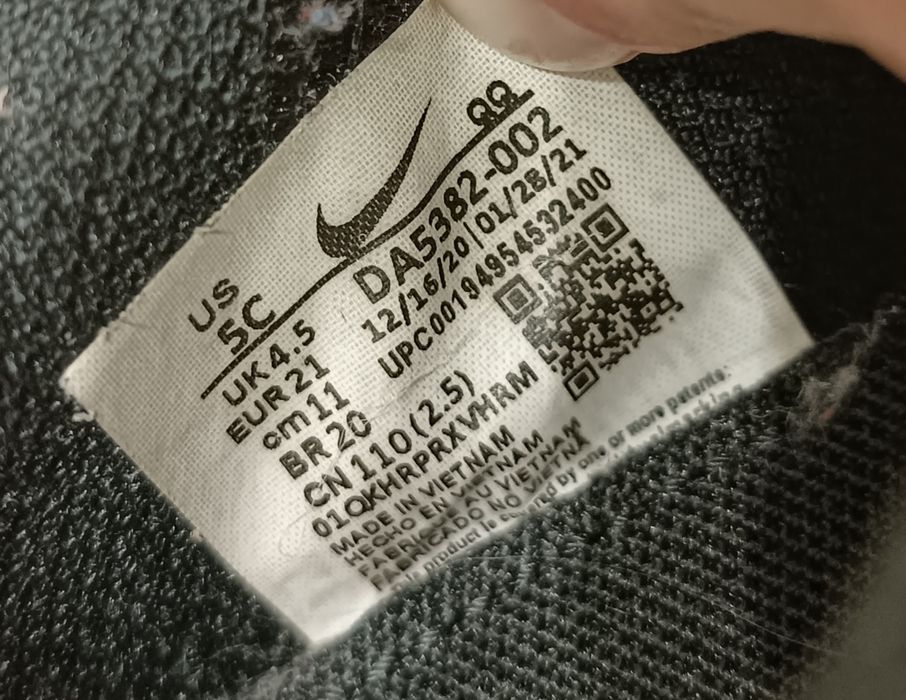 QQ
US
5C
UK 4.5
EUR 21
cm 11
BR 20
CN 110 (2.5)
DA5382-002
12/16/20 | 01/28/21
UPC00194954532400
01QKHRPRXVHRM
MADE IN VIETNAM
HECHO EN VIETNAM
FABRIQUÉ AU VIETNAM
FABRICADO NO VIETNÃ
product is covered by one or more patents: